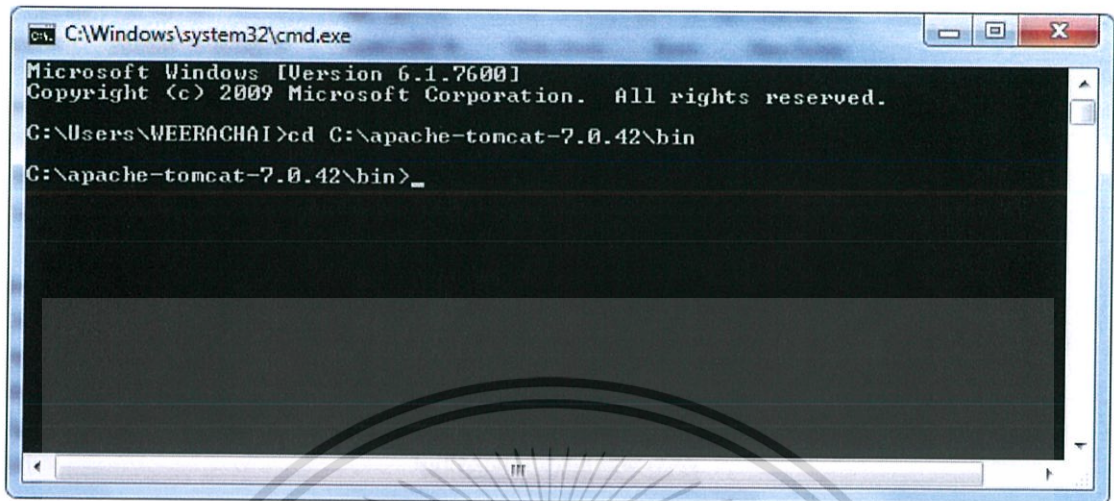 C:\Windows\system32\cmd.exe
Microsoft Windows [Version 6.1.7600]
Copyright (c) 2009 Microsoft Corporation.  All rights reserved.
C:\Users\WEERACHAI>cd C:\apache-tomcat-7.0.42\bin
C:\apache-tomcat-7.0.42\bin>_